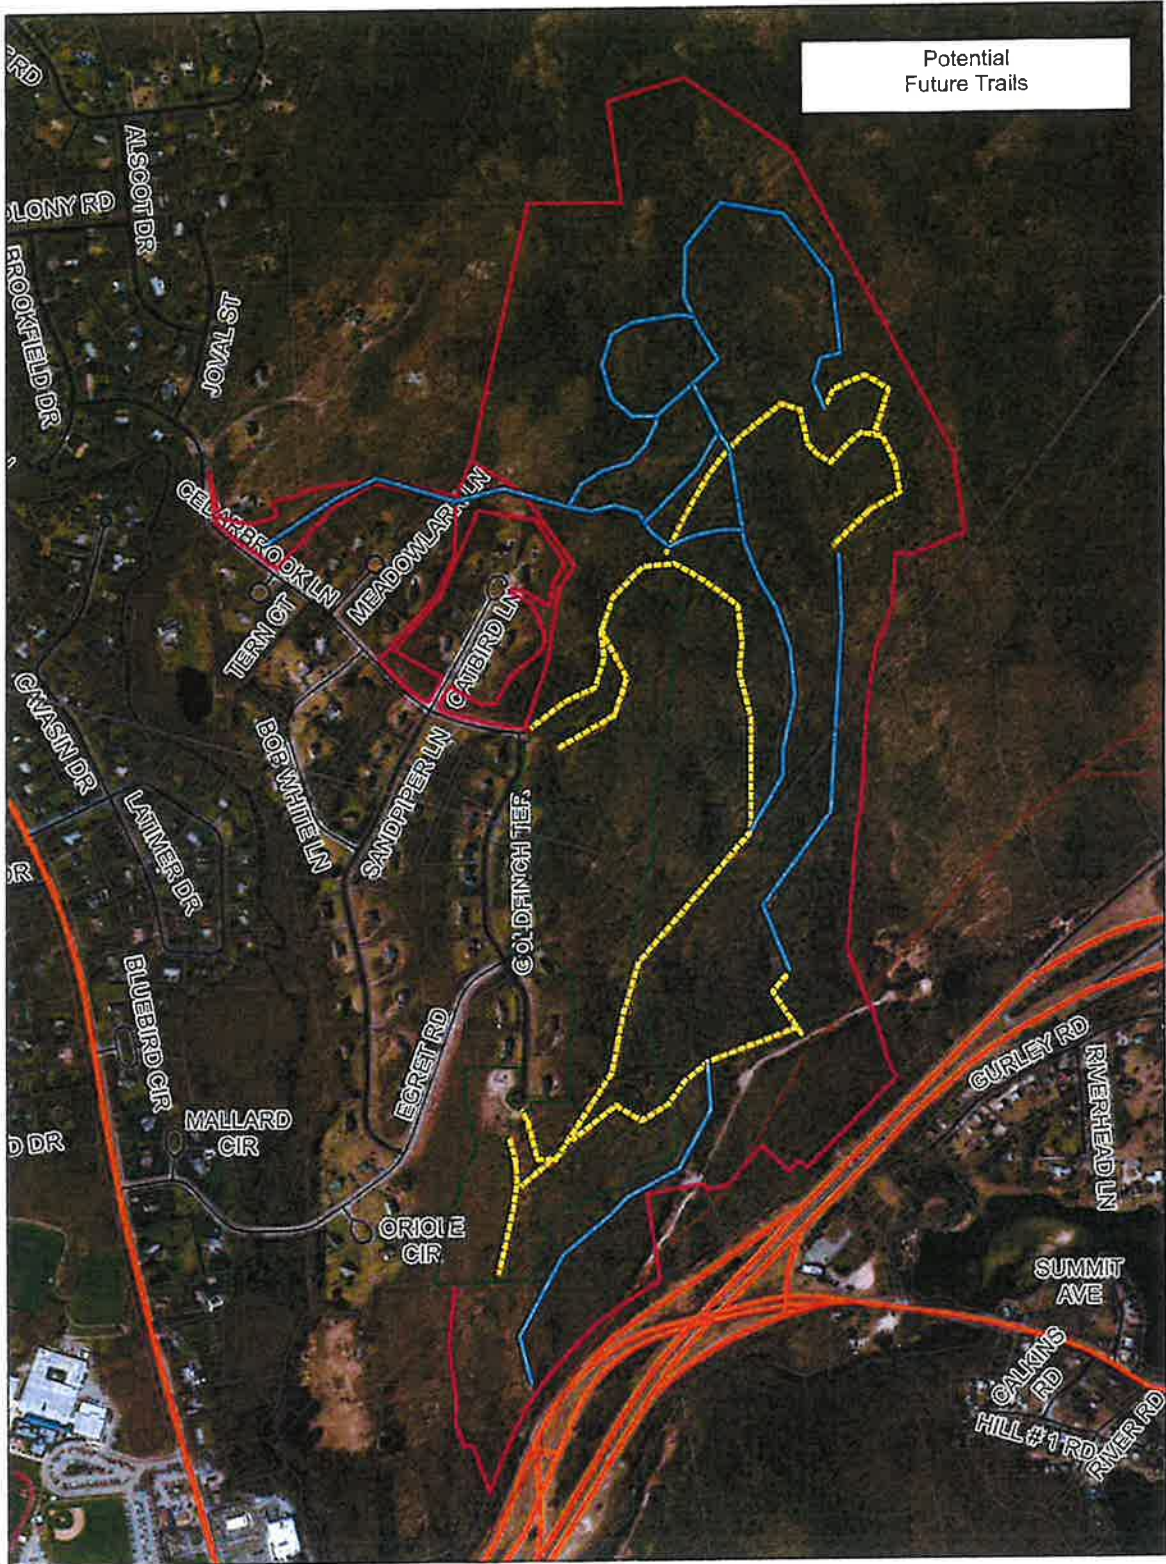 Potential
Future Trails
RD
ALSCOT DR
LONY RD
BROOKFIELD DR
JOVAL ST
CEDARBROOK LN
MEADOWLARK LN
TERN CT
CATBIRD LN
CAVASIN DR
BOB WHITE LN
SANDPIPER LN
LATIMER DR
GOLDFINCH TER
DR
BLUEBIRD CIR
EGRET RD
MALLARD
CIR
D DR
ORIOLE
CIR
GURLEY RD
RIVERHEAD LN
SUMMIT
AVE
CALKINS
RD
HILL #1 RD
RIVER RD